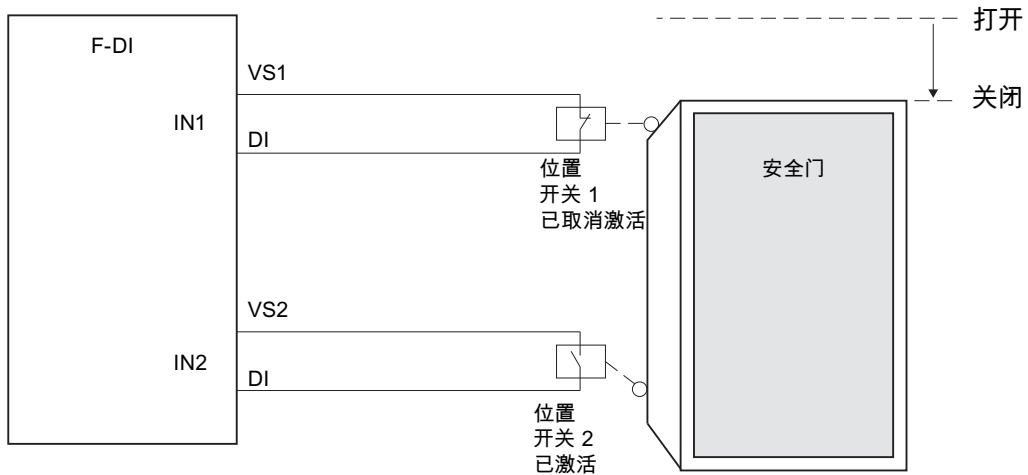 打开
F-DI
VS1
关闭
IN1
DI
安全门
位置
开关 1
已取消激活
VS2
IN2
DI
位置
开关 2
已激活